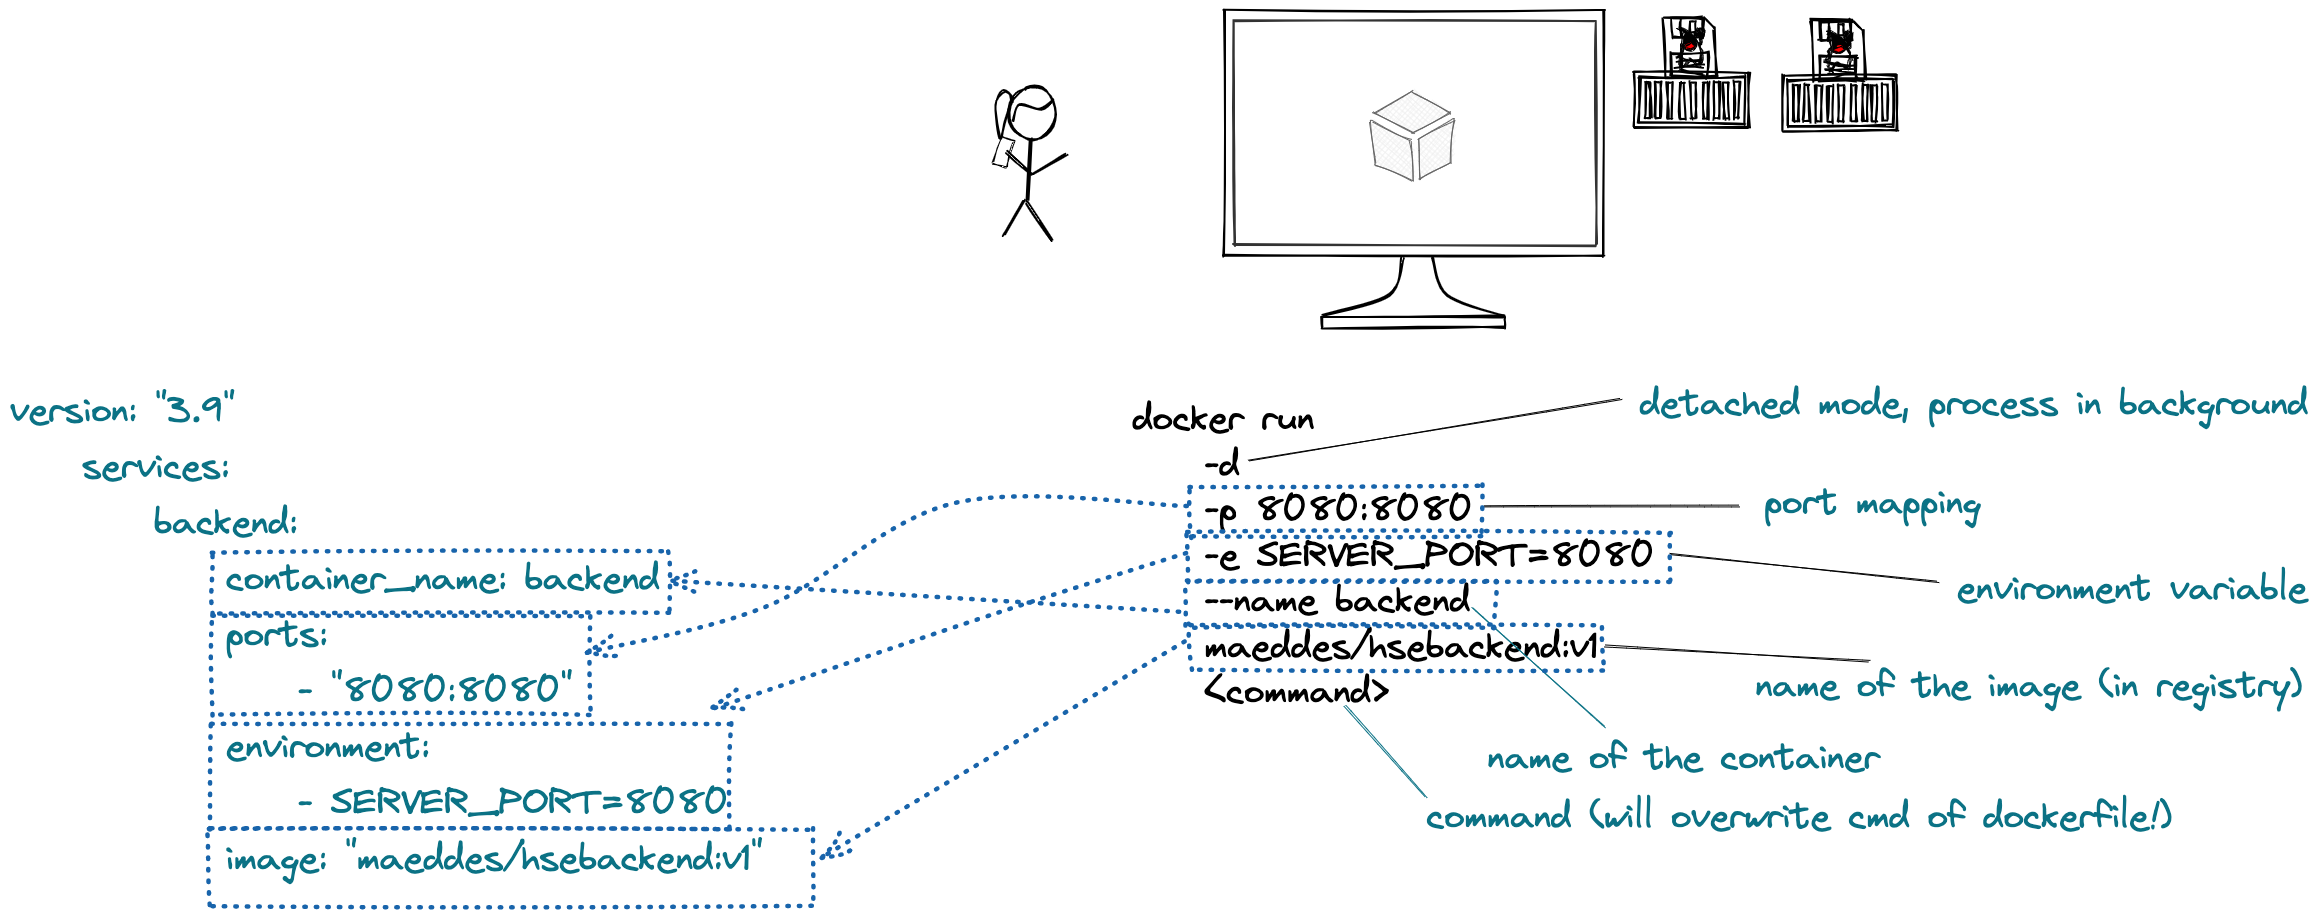 version: "3.9"
services:
backend:
container_name: backend
ports:
- "8080:8080"
environment:
- SERVER_PORT=8080
image: "maeddes/hsebackend:v1"
docker run
-d
-p 8080:8080
-e SERVER_PORT=8080
--name backend
maeddes/hsebackend:v1
<command>
detached mode, process in background
port mapping
environment variable
name of the image (in registry)
name of the container
command (will overwrite cmd of dockerfile!)